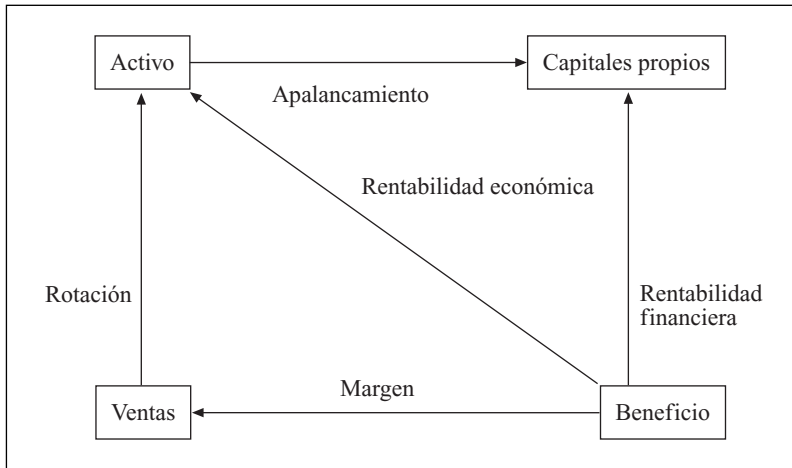 Activo
Capitales propios
Apalancamiento
Rentabilidad económica
Rotación
Rentabilidad
financiera
Margen
Ventas
Beneficio